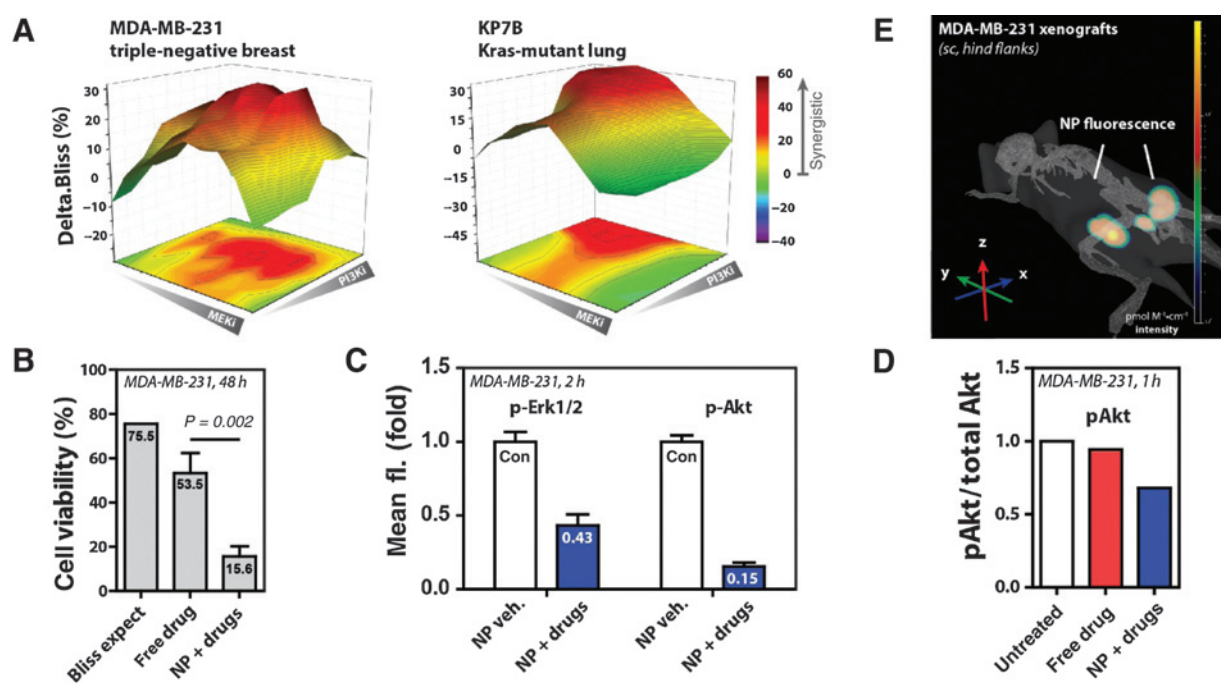 A
MDA-MB-231
triple-negative breast
KP7B
Kras-mutant lung
Delta.Bliss (%)
30
20
10
0
−10
−20
30
15
0
−15
−30
−45
MEKi
PI3Ki
MEKi
PI3Ki
60
40
20
0
−20
−40
Synergistic
E
MDA-MB-231 xenografts
(sc, hind flanks)
NP fluorescence
z
y
x
pmol M⁻¹·cm⁻¹
intensity
B
Cell viability (%)
100
80
60
40
20
0
MDA-MB-231, 48 h
P = 0.002
75.5
53.5
15.6
Bliss expect
Free drug
NP + drugs
C
Mean fl. (fold)
1.5
1.0
0.5
0.0
MDA-MB-231, 2 h
p-Erk1/2
p-Akt
Con
0.43
Con
0.15
NP veh.
NP + drugs
NP veh.
NP + drugs
D
pAkt/total Akt
1.5
1.0
0.5
0.0
MDA-MB-231, 1 h
pAkt
Untreated
Free drug
NP + drugs